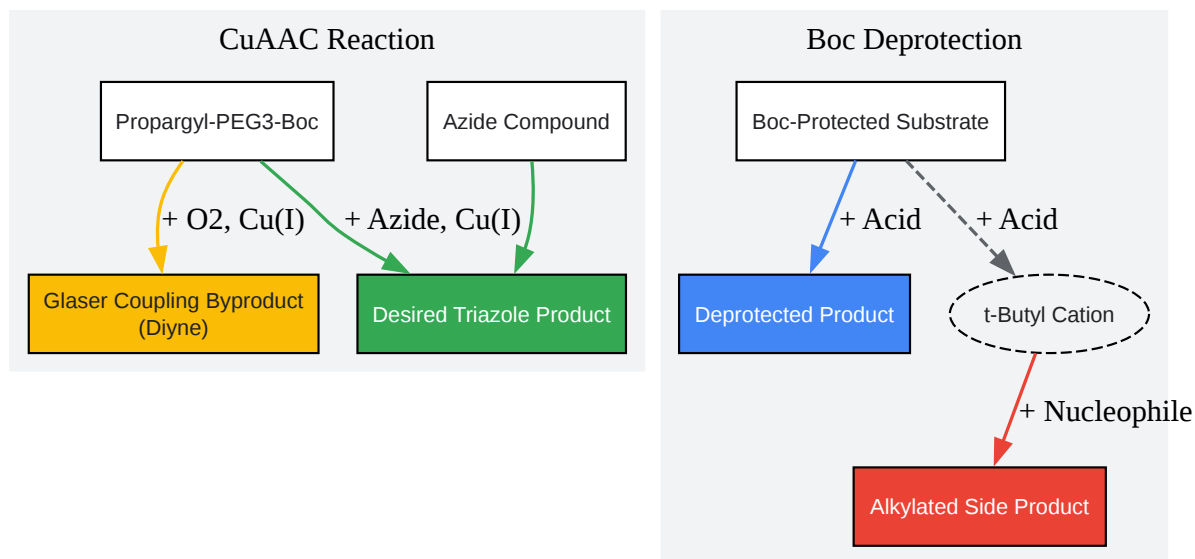 CuAAC Reaction
Propargyl-PEG3-Boc
Azide Compound
+ O2, Cu(I)
+ Azide, Cu(I)
Glaser Coupling Byproduct
(Diyne)
Desired Triazole Product
Boc Deprotection
Boc-Protected Substrate
+ Acid
+ Acid
Deprotected Product
t-Butyl Cation
+ Nucleophile
Alkylated Side Product